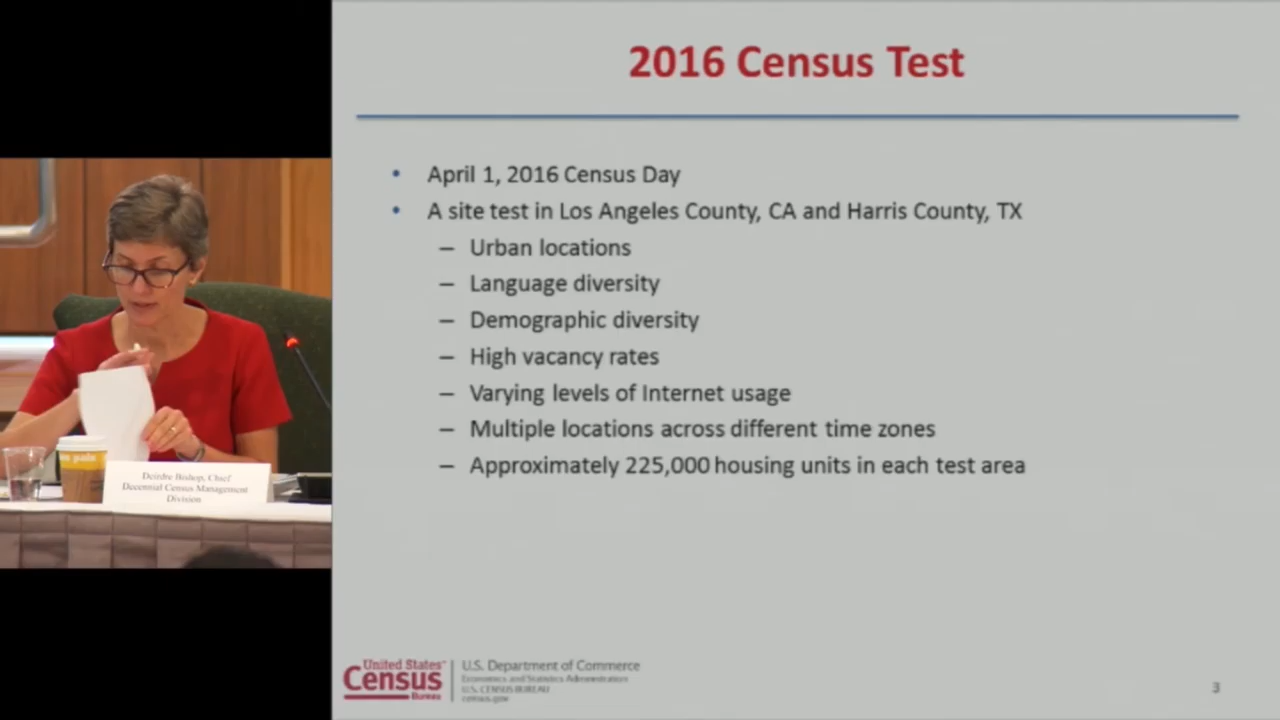 2016 Census Test
• April 1, 2016 Census Day
• A site test in Los Angeles County, CA and Harris County, TX
– Urban locations
– Language diversity
– Demographic diversity
– High vacancy rates
– Varying levels of Internet usage
– Multiple locations across different time zones
– Approximately 225,000 housing units in each test area
Deirdre Bishop, Chief
Decennial Census Management
Division
United States™
Census
Bureau
U.S. Department of Commerce
Economics and Statistics Administration
U.S. CENSUS BUREAU
census.gov
3